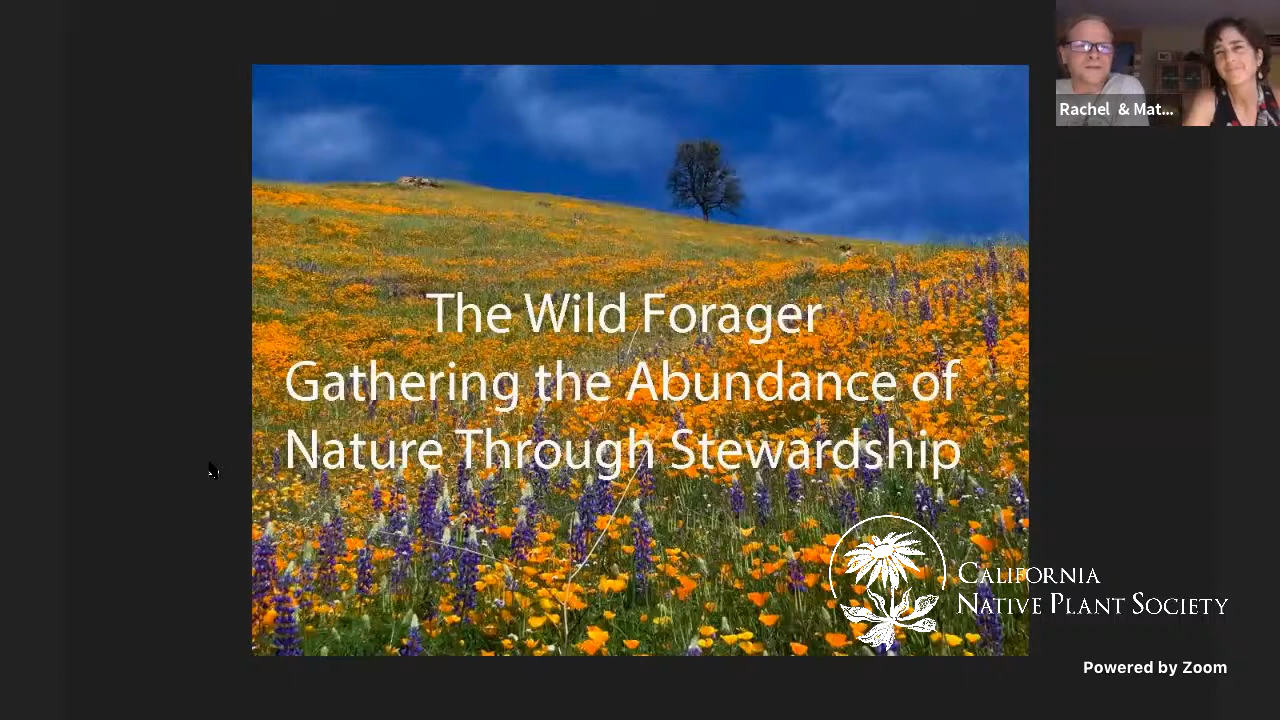 Rachel & Mat...
The Wild Forager
Gathering the Abundance of
Nature Through Stewardship
CALIFORNIA
NATIVE PLANT SOCIETY
Powered by Zoom